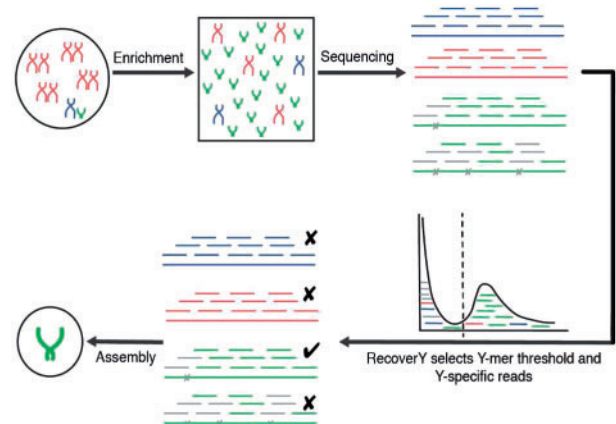 Enrichment
Sequencing
RecoverY selects Y-mer threshold and
Y-specific reads
Assembly